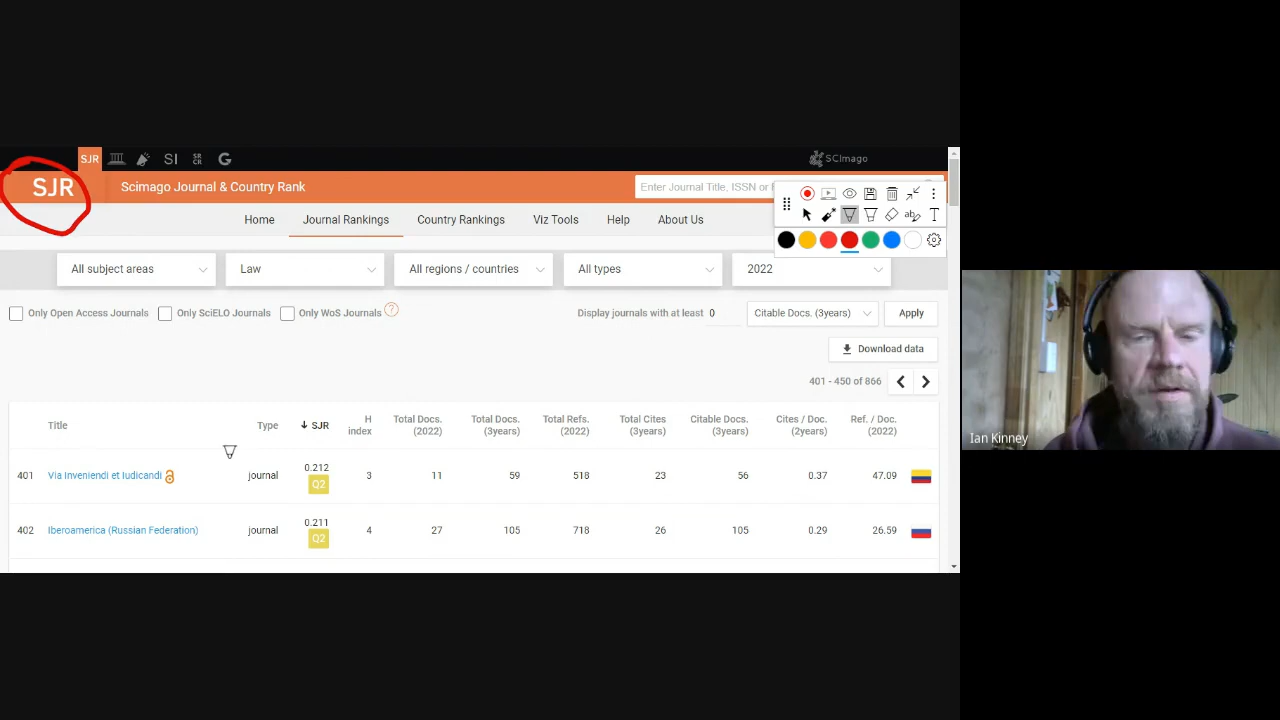 SJR SI SR CR G SCImago
SJR Scimago Journal & Country Rank Enter Journal Title, ISSN or
Home Journal Rankings Country Rankings Viz Tools Help About Us
All subject areas Law All regions / countries All types 2022
Only Open Access Journals Only SciELO Journals Only WoS Journals ? Display journals with at least 0 Citable Docs. (3years) Apply
Download data
401 - 450 of 866
Title Type SJR H index Total Docs. (2022) Total Docs. (3years) Total Refs. (2022) Total Cites (3years) Citable Docs. (3years) Cites / Doc. (2years) Ref. / Doc. (2022)
401 Via Inveniendi et Iudicandi journal 0.212 Q2 3 11 59 518 23 56 0.37 47.09
402 Iberoamerica (Russian Federation) journal 0.211 Q2 4 27 105 718 26 105 0.29 26.59
Ian Kinney